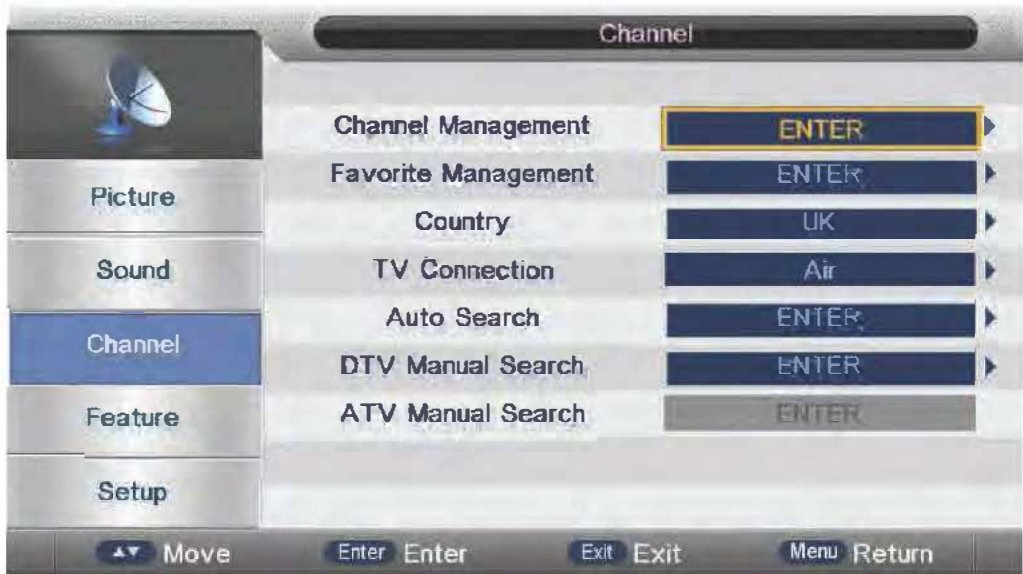 Channel
Channel Management ENTER
Favorite Management ENTER
Picture
Country UK
Sound
TV Connection Air
Auto Search ENTER
Channel
DTV Manual Search ENTER
Feature
ATV Manual Search ENTER
Setup
Move Enter Enter Exit Exit Menu Return